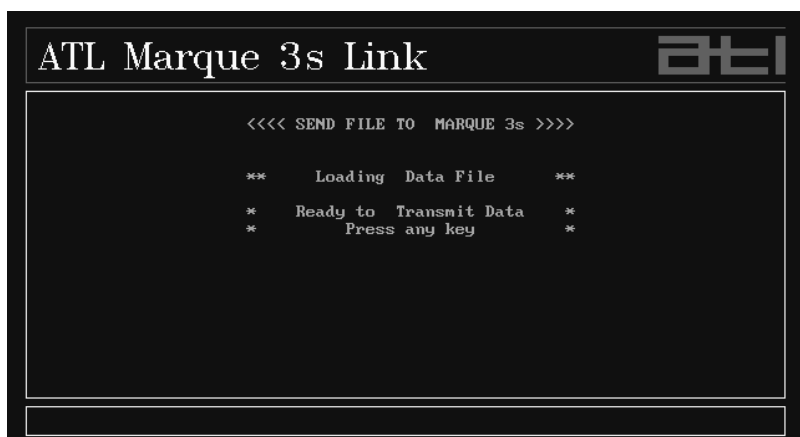 ATL Marque 3s Link
atl
<<<< SEND FILE TO  MARQUE 3s >>>>
**     Loading  Data File     **
*    Ready to  Transmit Data    *
*         Press any key         *